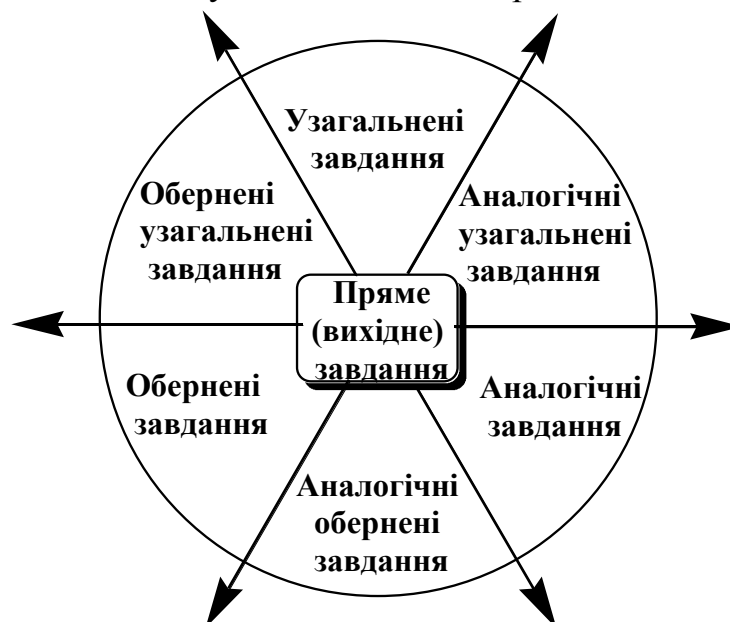 Узагальнені
завдання
Обернені
узагальнені
завдання
Аналогічні
узагальнені
завдання
Пряме
(вихідне)
завдання
Обернені
завдання
Аналогічні
завдання
Аналогічні
обернені
завдання